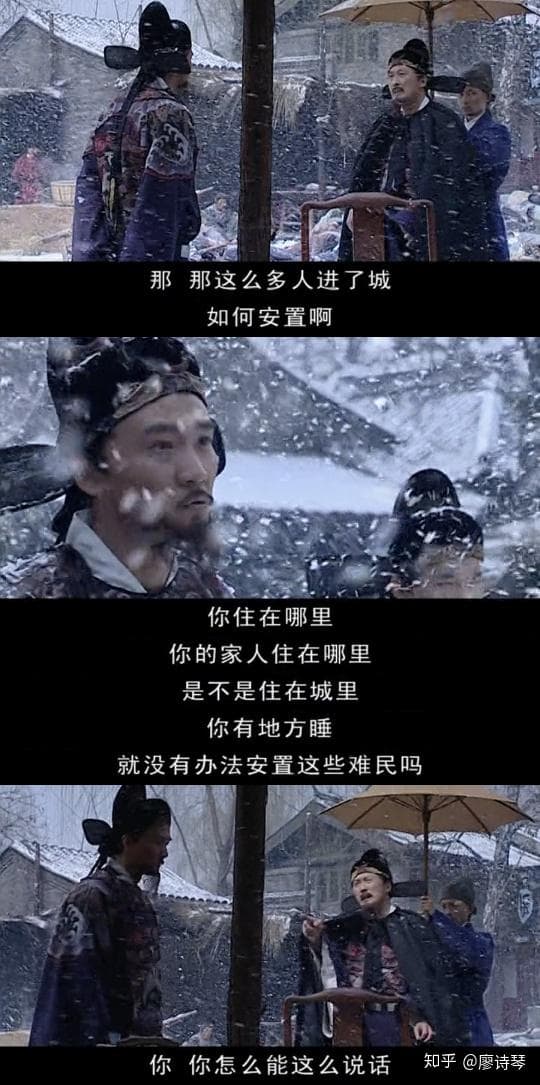 那 那这么多人进了城
如何安置啊
你住在哪里
你的家人住在哪里
是不是住在城里
你有地方睡
就没有办法安置这些难民吗
你 你怎么能这么说话
知乎 @廖诗琴